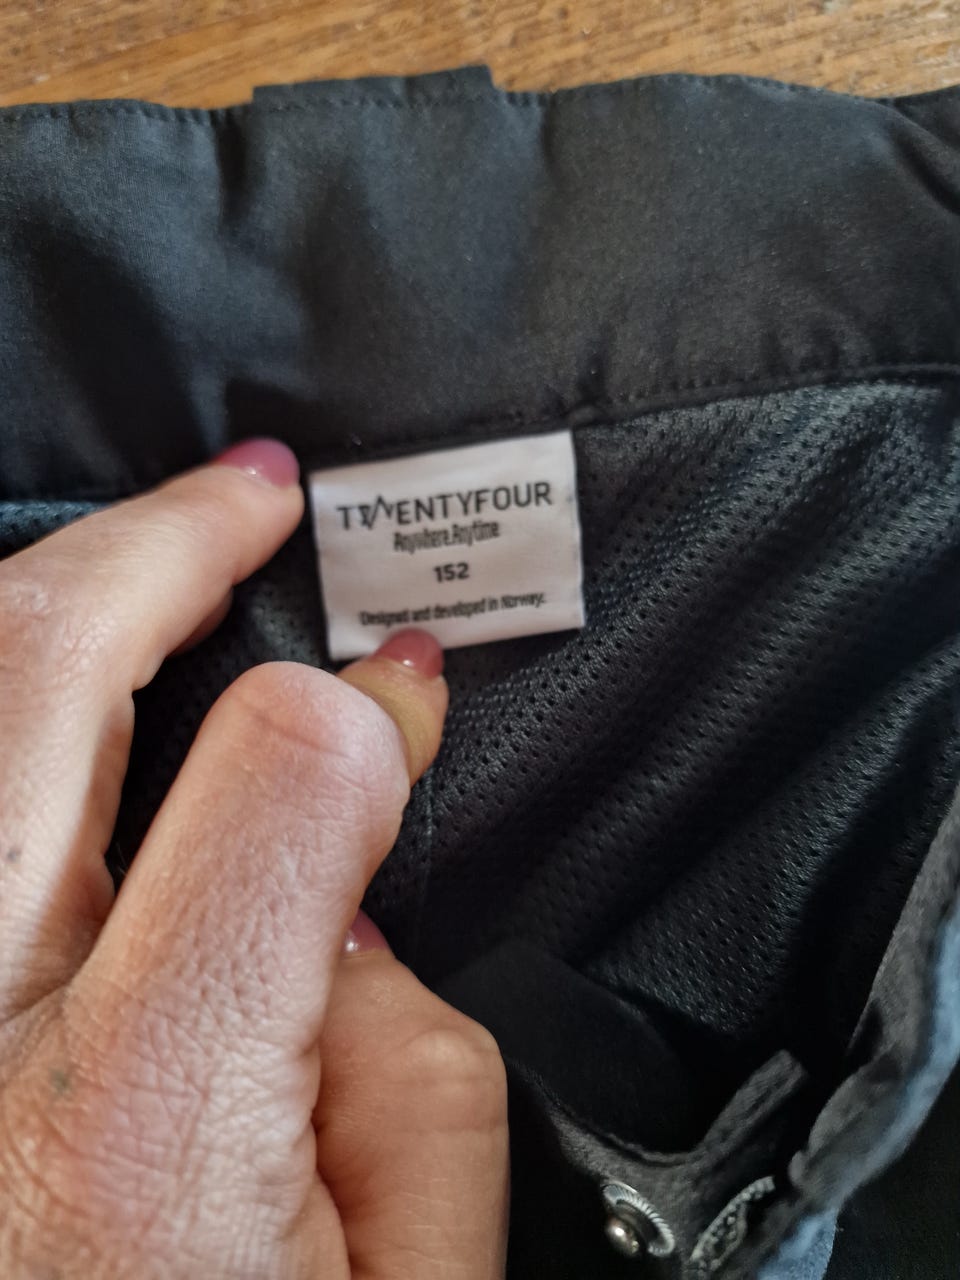 TWENTYFOUR
Anywhere.Anytime
152
Designed and developed in Norway.